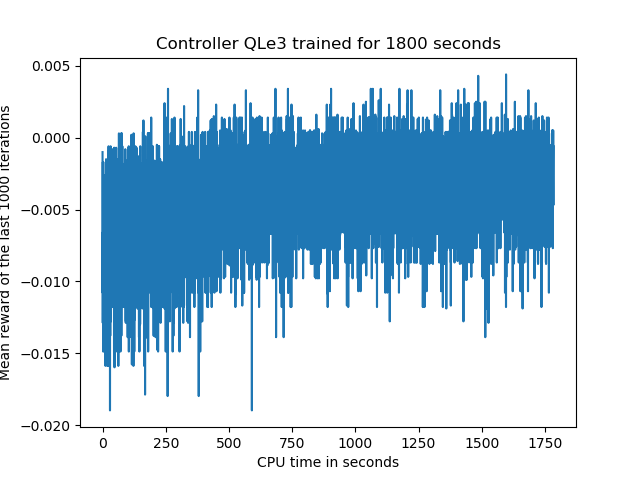 Controller QLe3 trained for 1800 seconds
Mean reward of the last 1000 iterations
0.005
0.000
−0.005
−0.010
−0.015
−0.020
0 250 500 750 1000 1250 1500 1750
CPU time in seconds